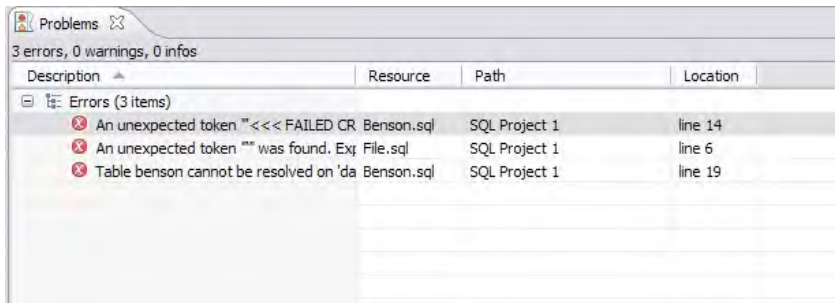 Problems
3 errors, 0 warnings, 0 infos
Description Resource Path Location
Errors (3 items)
An unexpected token "'<<< FAILED CR Benson.sql SQL Project 1 line 14
An unexpected token "'" was found. Exp File.sql SQL Project 1 line 6
Table benson cannot be resolved on 'da Benson.sql SQL Project 1 line 19